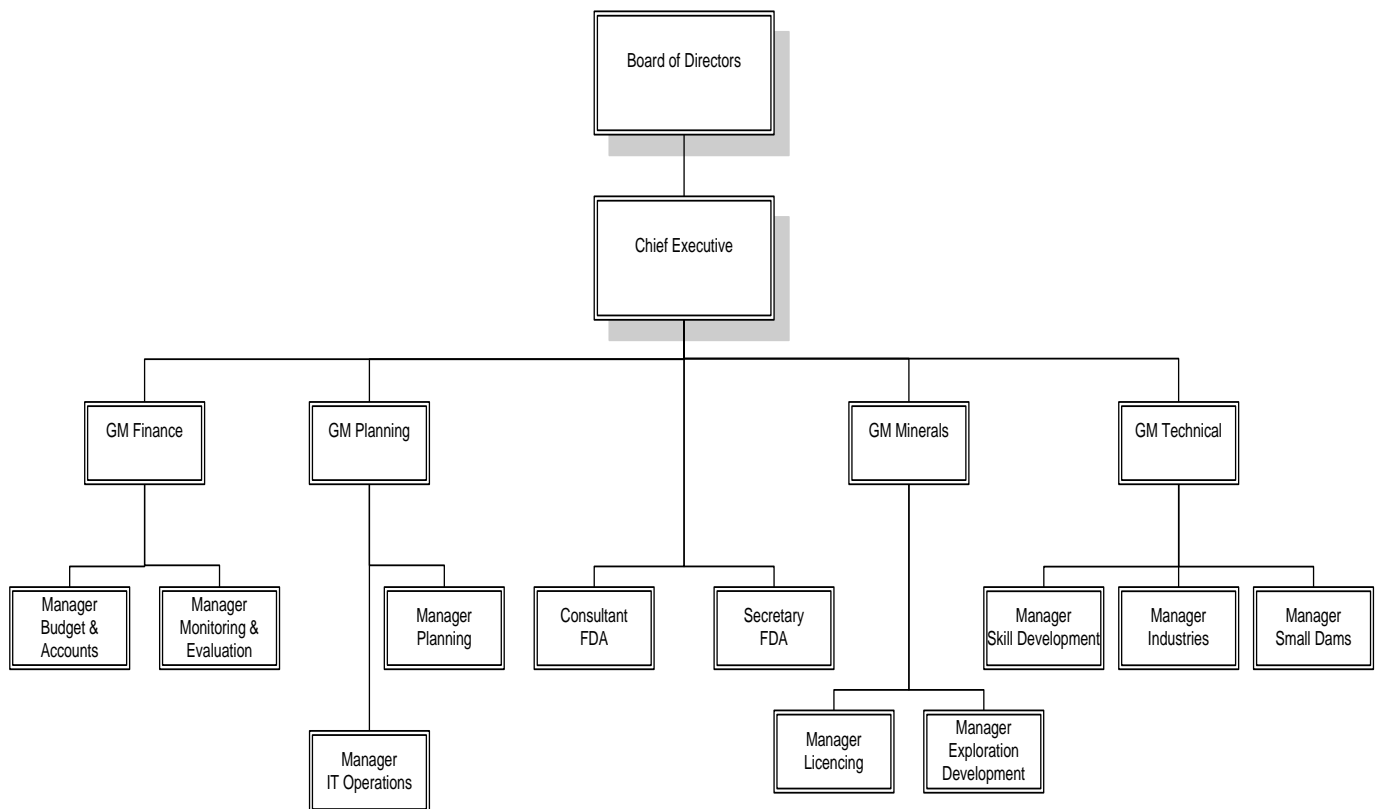 Board of Directors
Chief Executive
GM Finance
GM Planning
GM Minerals
GM Technical
Manager
Budget &
Accounts
Manager
Monitoring &
Evaluation
Manager
Planning
Consultant
FDA
Secretary
FDA
Manager
Skill Development
Manager
Industries
Manager
Small Dams
Manager
IT Operations
Manager
Licencing
Manager
Exploration
Development